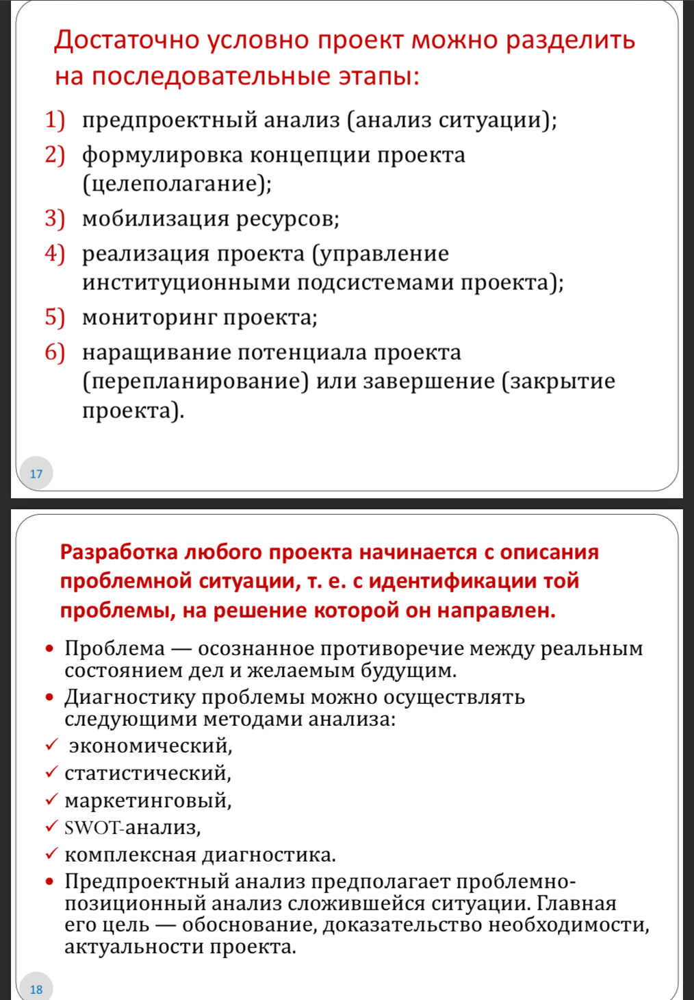 Достаточно условно проект можно разделить
на последовательные этапы:
1) предпроектный анализ (анализ ситуации);
2) формулировка концепции проекта
(целеполагание);
3) мобилизация ресурсов;
4) реализация проекта (управление
институционными подсистемами проекта);
5) мониторинг проекта;
6) наращивание потенциала проекта
(перепланирование) или завершение (закрытие
проекта).
17
Разработка любого проекта начинается с описания
проблемной ситуации, т. е. с идентификации той
проблемы, на решение которой он направлен.
• Проблема — осознанное противоречие между реальным
состоянием дел и желаемым будущим.
• Диагностику проблемы можно осуществлять
следующими методами анализа:
✓ экономический,
✓ статистический,
✓ маркетинговый,
✓ SWOT-анализ,
✓ комплексная диагностика.
• Предпроектный анализ предполагает проблемно-
позиционный анализ сложившейся ситуации. Главная
его цель — обоснование, доказательство необходимости,
актуальности проекта.
18